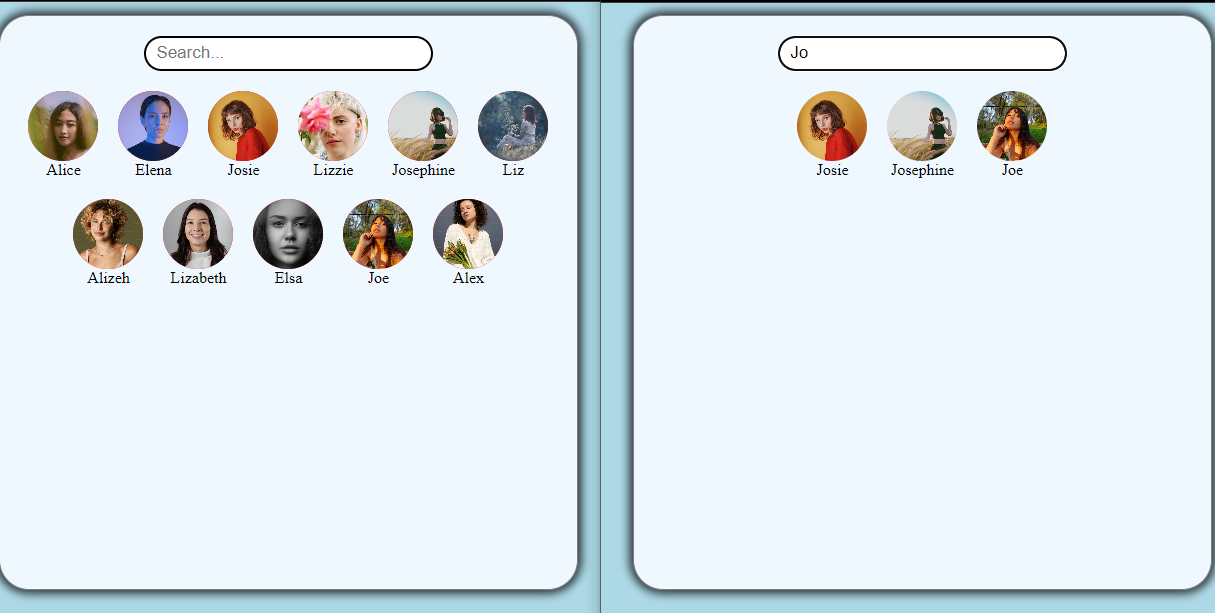 Search...
Alice Elena Josie Lizzie Josephine Liz
Alizeh Lizabeth Elsa Joe Alex
Jo
Josie Josephine Joe